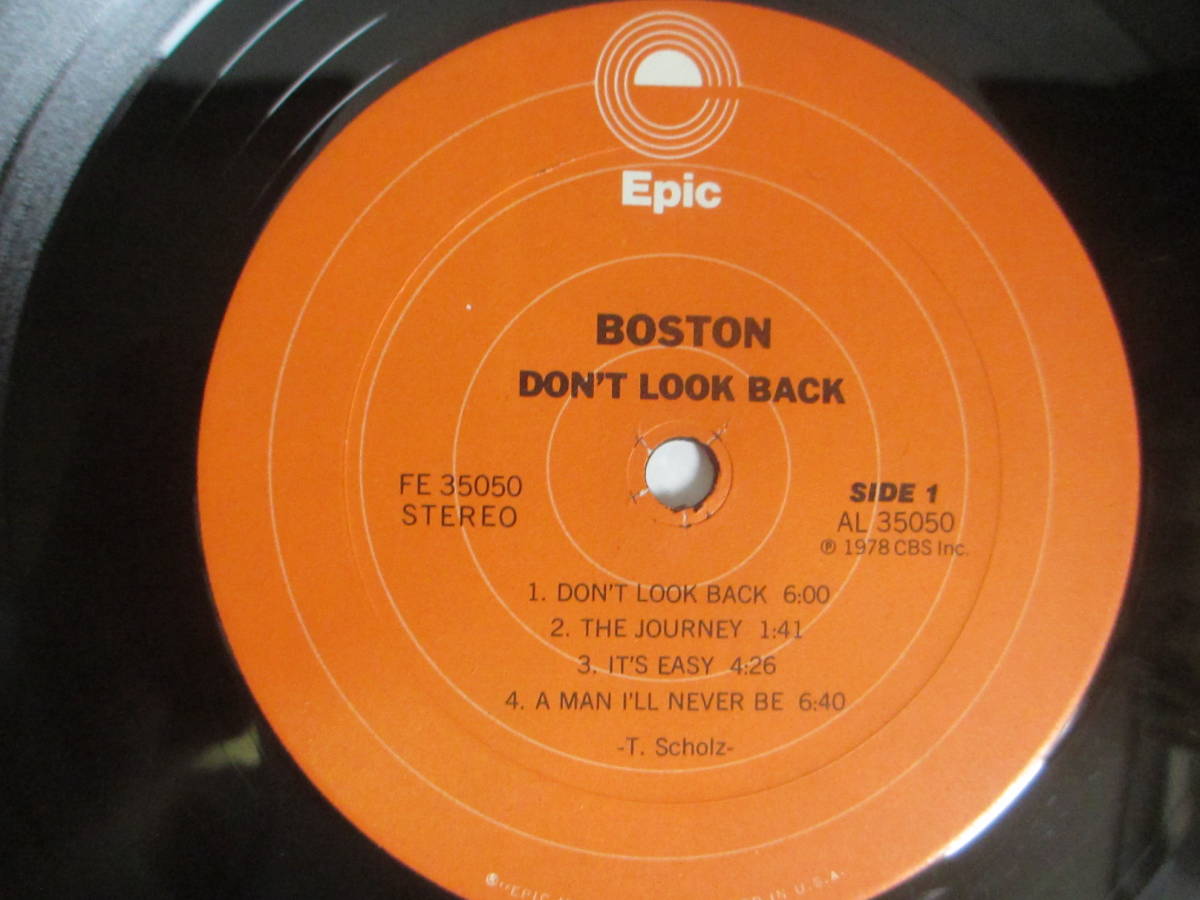 Epic
BOSTON
DON'T LOOK BACK
FE 35050
STEREO
SIDE 1
AL 35050
℗ 1978 CBS Inc.
1. DON'T LOOK BACK 6:00
2. THE JOURNEY 1:41
3. IT'S EASY 4:26
4. A MAN I'LL NEVER BE 6:40
-T. Scholz-
IN U.S.A.